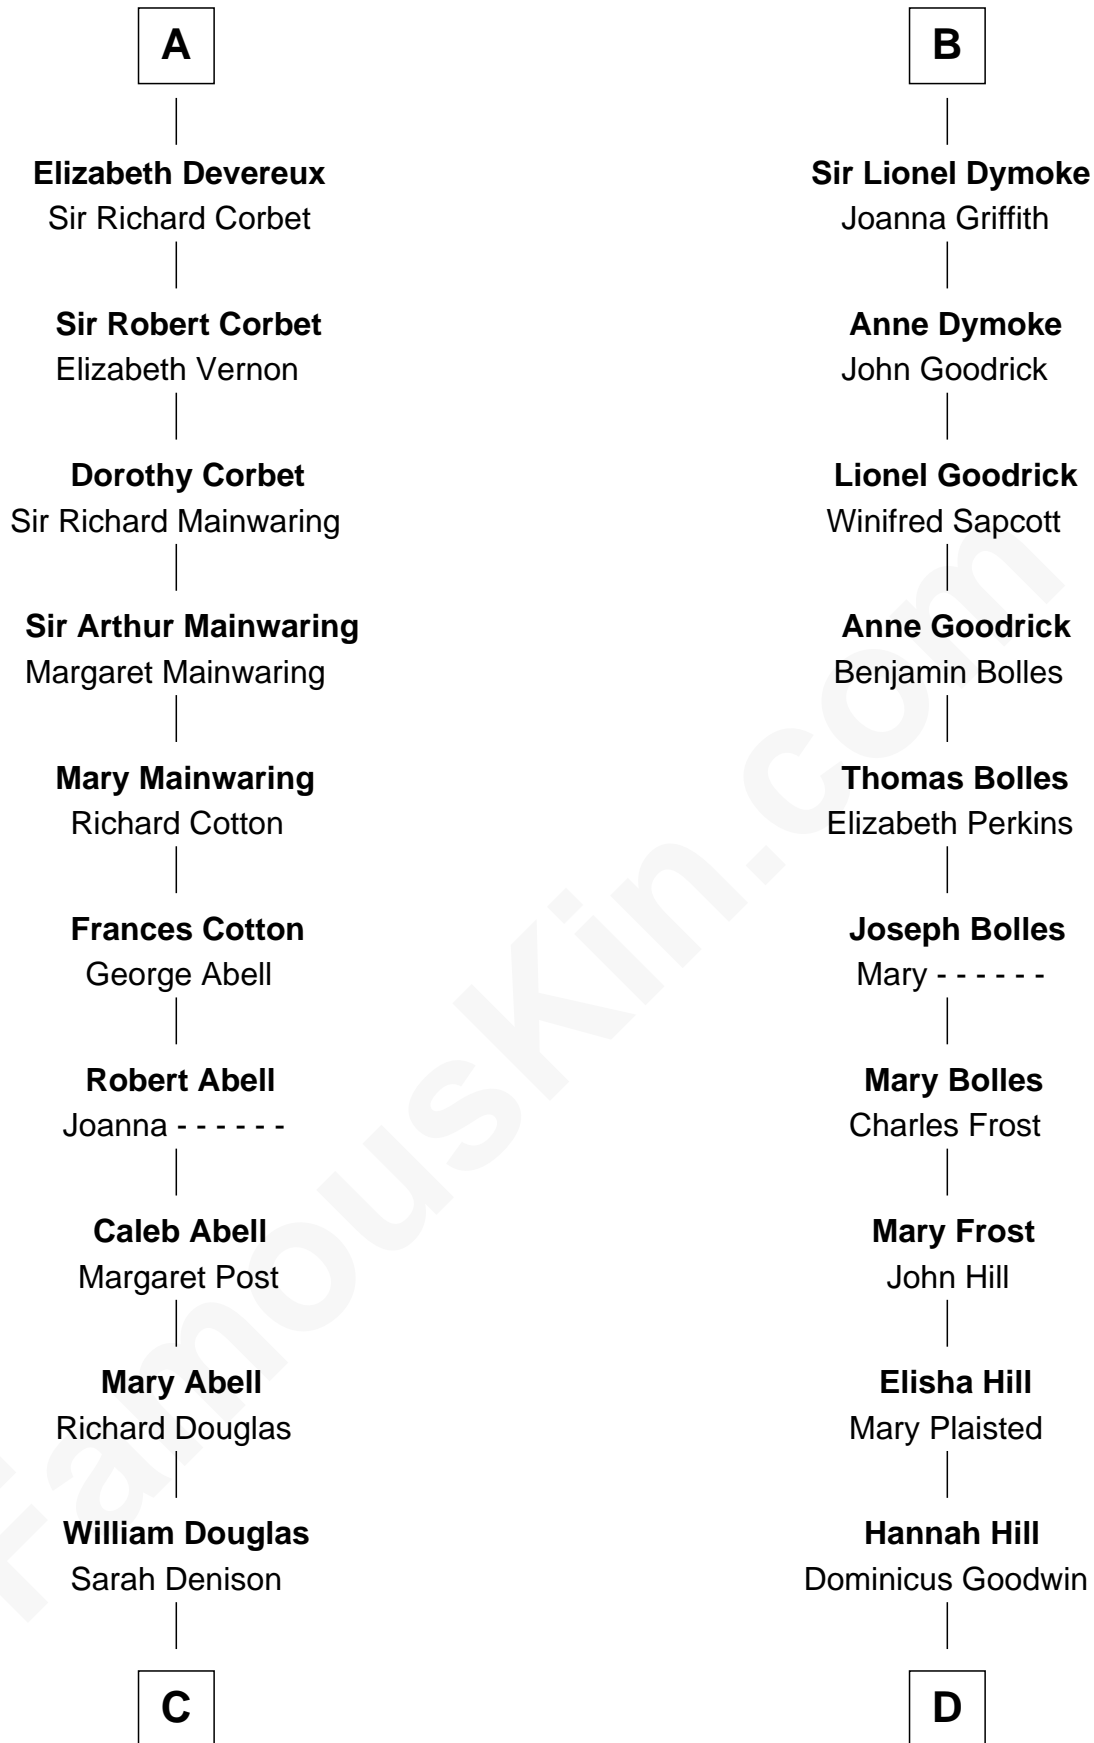 A
Elizabeth Devereux
Sir Richard Corbet
Sir Robert Corbet
Elizabeth Vernon
Dorothy Corbet
Sir Richard Mainwaring
Sir Arthur Mainwaring
Margaret Mainwaring
Mary Mainwaring
Richard Cotton
Frances Cotton
George Abell
Robert Abell
Joanna - - - - - -
Caleb Abell
Margaret Post
Mary Abell
Richard Douglas
William Douglas
Sarah Denison
C
B
Sir Lionel Dymoke
Joanna Griffith
Anne Dymoke
John Goodrick
Lionel Goodrick
Winifred Sapcott
Anne Goodrick
Benjamin Bolles
Thomas Bolles
Elizabeth Perkins
Joseph Bolles
Mary - - - - - -
Mary Bolles
Charles Frost
Mary Frost
John Hill
Elisha Hill
Mary Plaisted
Hannah Hill
Dominicus Goodwin
D
FamousKin.com